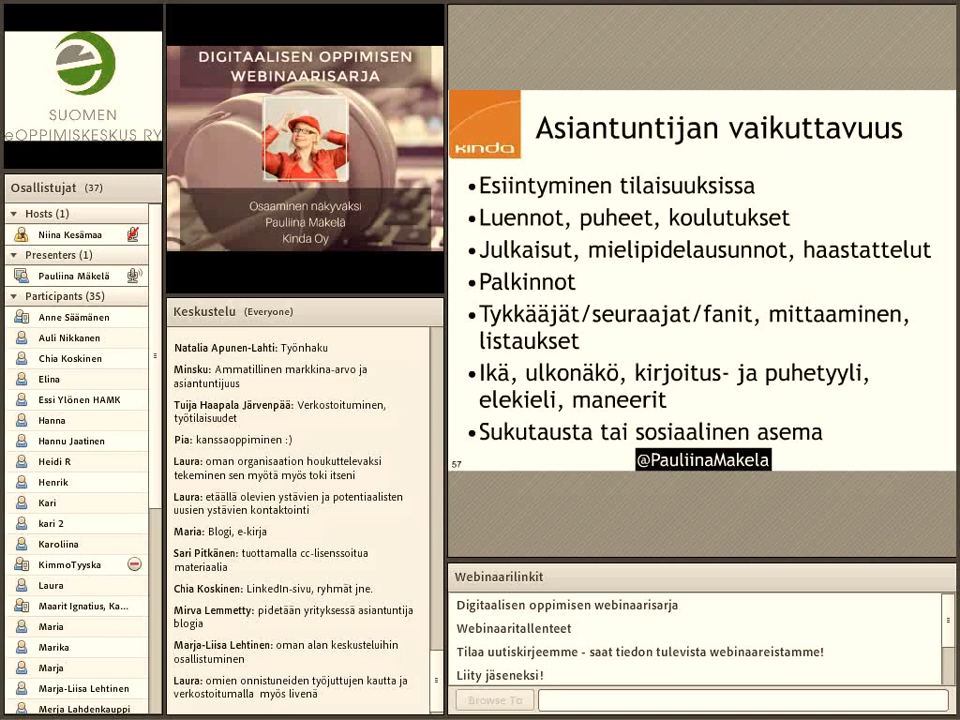 SUOMEN
eOPPIMISKESKUS RY
Osallistujat (37)
Hosts (1)
Niina Kesämaa
Presenters (1)
Pauliina Mäkelä
Participants (35)
Anne Säämänen
Auli Nikkanen
Chia Koskinen
Elina
Essi Ylönen HAMK
Hanna
Hannu Jaatinen
Heidi R
Henrik
Kari
kari 2
Karoliina
KimmoTyyska
Laura
Maarit Ignatius, Ka...
Maria
Marika
Marja
Marja-Liisa Lehtinen
Merja Lahdenkauppi
DIGITAALISEN OPPIMISEN
WEBINAARISARJA
Osaaminen näkyväksi
Pauliina Mäkelä
Kinda Oy
Keskustelu (Everyone)
Natalia Apunen-Lahti: Työnhaku
Minsku: Ammatillinen markkina-arvo ja
asiantuntijuus
Tuija Haapala Järvenpää: Verkostoituminen,
työtilaisuudet
Pia: kanssaoppiminen :)
Laura: oman organisaation houkuttelevaksi
tekeminen sen myötä myös toki itseni
Laura: etäällä olevien ystävien ja potentiaalisten
uusien ystävien kontaktointi
Maria: Blogi, e-kirja
Sari Pitkänen: tuottamalla cc-lisenssoitua
materiaalia
Chia Koskinen: LinkedIn-sivu, ryhmät jne.
Mirva Lemmetty: pidetään yrityksessä asiantuntija
blogia
Marja-Liisa Lehtinen: oman alan keskusteluihin
osallistuminen
Laura: omien onnistuneiden työjuttujen kautta ja
verkostoitumalla myös livenä
kinda
Asiantuntijan vaikuttavuus
•Esiintyminen tilaisuuksissa
•Luennot, puheet, koulutukset
•Julkaisut, mielipidelausunnot, haastattelut
•Palkinnot
•Tykkääjät/seuraajat/fanit, mittaaminen,
listaukset
•Ikä, ulkonäkö, kirjoitus- ja puhetyyli,
elekieli, maneerit
•Sukutausta tai sosiaalinen asema
57
@PauliinaMakela
Webinaarilinkit
Digitaalisen oppimisen webinaarisarja
Webinaaritallenteet
Tilaa uutiskirjeemme - saat tiedon tulevista webinaareistamme!
Liity jäseneksi!
Browse To